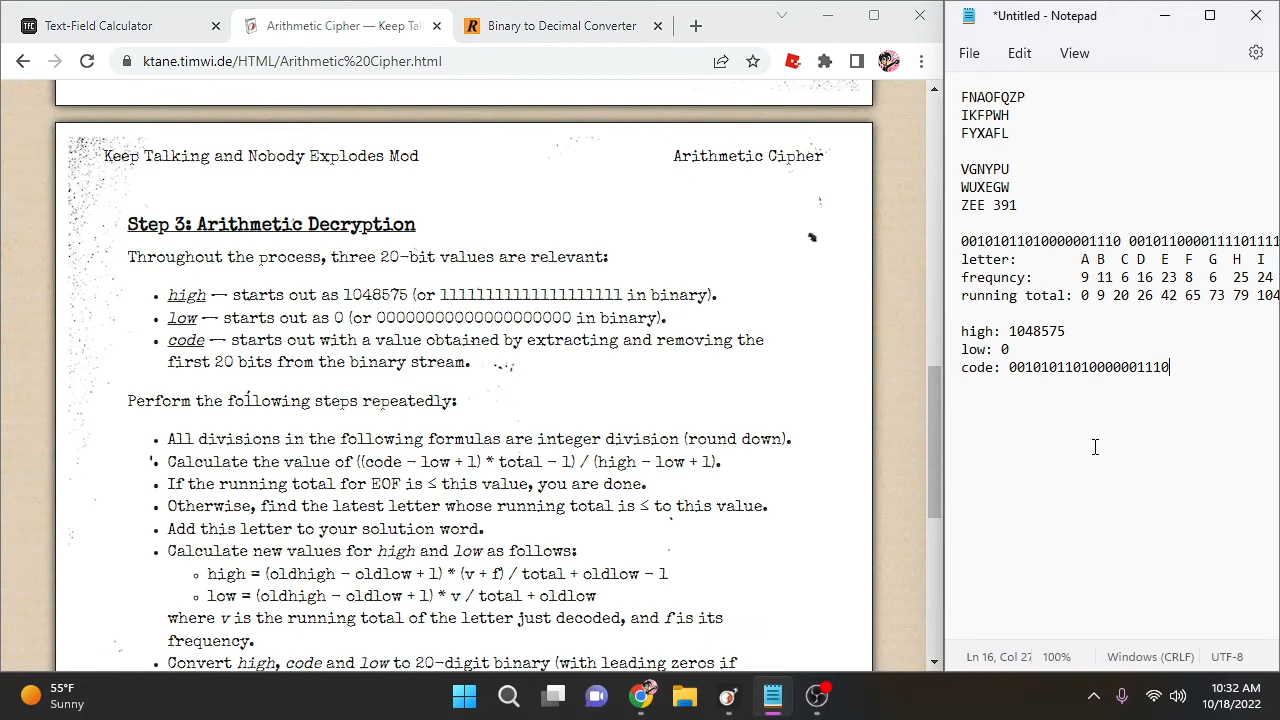 Text-Field Calculator
Arithmetic Cipher — Keep Tal
Binary to Decimal Converter
*Untitled - Notepad
ktane.timwi.de/HTML/Arithmetic%20Cipher.html
File Edit View
Keep Talking and Nobody Explodes Mod
Arithmetic Cipher
Step 3: Arithmetic Decryption
Throughout the process, three 20-bit values are relevant:
• high — starts out as 1048575 (or 11111111111111111111 in binary).
• low — starts out as 0 (or 00000000000000000000 in binary).
• code — starts out with a value obtained by extracting and removing the
first 20 bits from the binary stream.
Perform the following steps repeatedly:
• All divisions in the following formulas are integer division (round down).
• Calculate the value of ((code − low + 1) * total − 1) / (high − low + 1).
• If the running total for EOF is ≤ this value, you are done.
• Otherwise, find the latest letter whose running total is ≤ to this value.
• Add this letter to your solution word.
• Calculate new values for high and low as follows:
◦ high = (oldhigh − oldlow + 1) * (v + f) / total + oldlow − 1
◦ low = (oldhigh − oldlow + 1) * v / total + oldlow
where v is the running total of the letter just decoded, and f is its
frequency.
• Convert high, code and low to 20-digit binary (with leading zeros if
FNAOFQZP
IKFPWH
FYXAFL
VGNYPU
WUXEGW
ZEE 391
00101011010000001110 0010110000111101111
letter: A B C D E F G H I
frequncy: 9 11 6 16 23 8 6 25 24
running total: 0 9 20 26 42 65 73 79 104
high: 1048575
low: 0
code: 00101011010000001110
Ln 16, Col 27
100%
Windows (CRLF)
UTF-8
55°F
Sunny
10:32 AM
10/18/2022